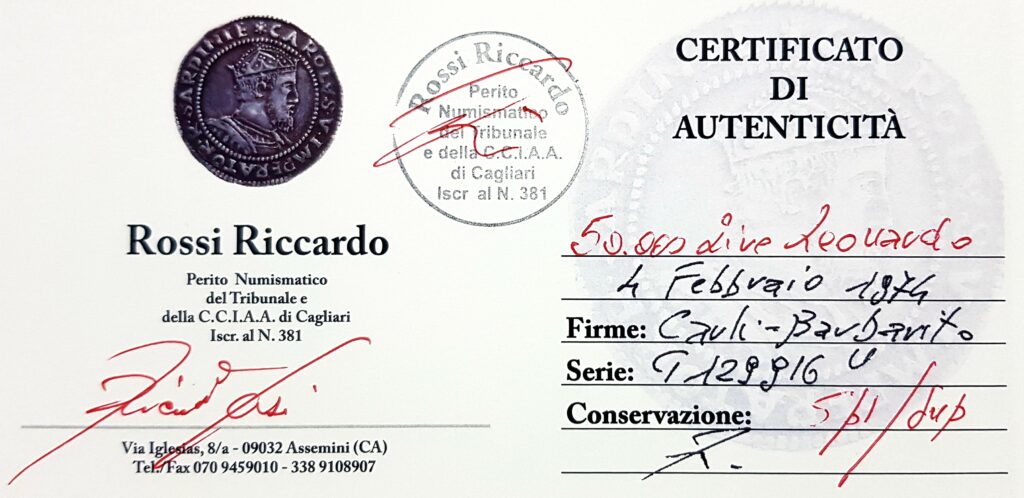 SARDINIE ★ CAROLVS V IMPERATOR
Rossi Riccardo
Perito Numismatico
del Tribunale e
della C.C.I.A.A. di Cagliari
Iscr. al N. 381
Via Iglesias, 8/a - 09032 Assemini (CA)
Tel./Fax 070 9459010 - 338 9108907
Rossi Riccardo
Perito
Numismatico
del Tribunale
e della C.C.I.A.A.
di Cagliari
Iscr al N. 381
CERTIFICATO
DI
AUTENTICITÀ
50.000 Lire Leonardo
4 Febbraio 1974
Firme: Carli-Barbarito
Serie: T 129916 U
Conservazione: Spl/Sup